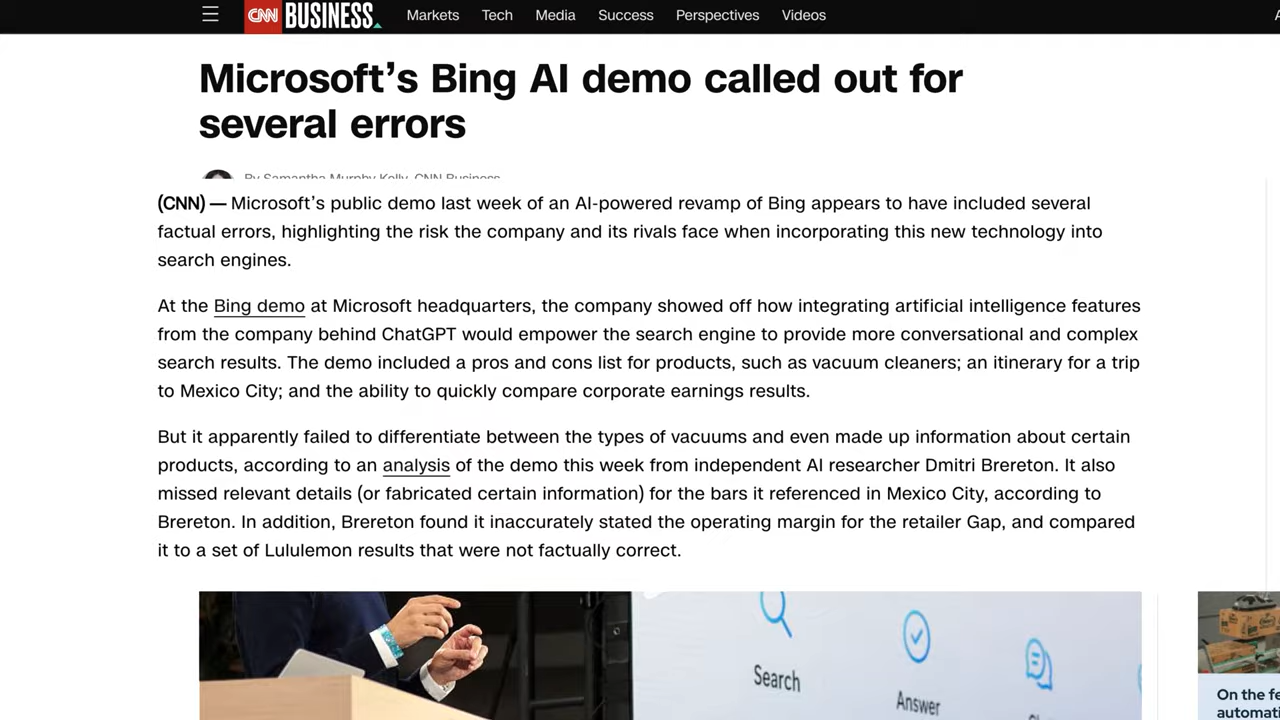 CNN BUSINESS Markets Tech Media Success Perspectives Videos
Microsoft's Bing AI demo called out for
several errors
By Samantha Murphy Kelly, CNN Business
(CNN) — Microsoft's public demo last week of an AI-powered revamp of Bing appears to have included several
factual errors, highlighting the risk the company and its rivals face when incorporating this new technology into
search engines.
At the Bing demo at Microsoft headquarters, the company showed off how integrating artificial intelligence features
from the company behind ChatGPT would empower the search engine to provide more conversational and complex
search results. The demo included a pros and cons list for products, such as vacuum cleaners; an itinerary for a trip
to Mexico City; and the ability to quickly compare corporate earnings results.
But it apparently failed to differentiate between the types of vacuums and even made up information about certain
products, according to an analysis of the demo this week from independent AI researcher Dmitri Brereton. It also
missed relevant details (or fabricated certain information) for the bars it referenced in Mexico City, according to
Brereton. In addition, Brereton found it inaccurately stated the operating margin for the retailer Gap, and compared
it to a set of Lululemon results that were not factually correct.
Search
Answer
On the fe
automati